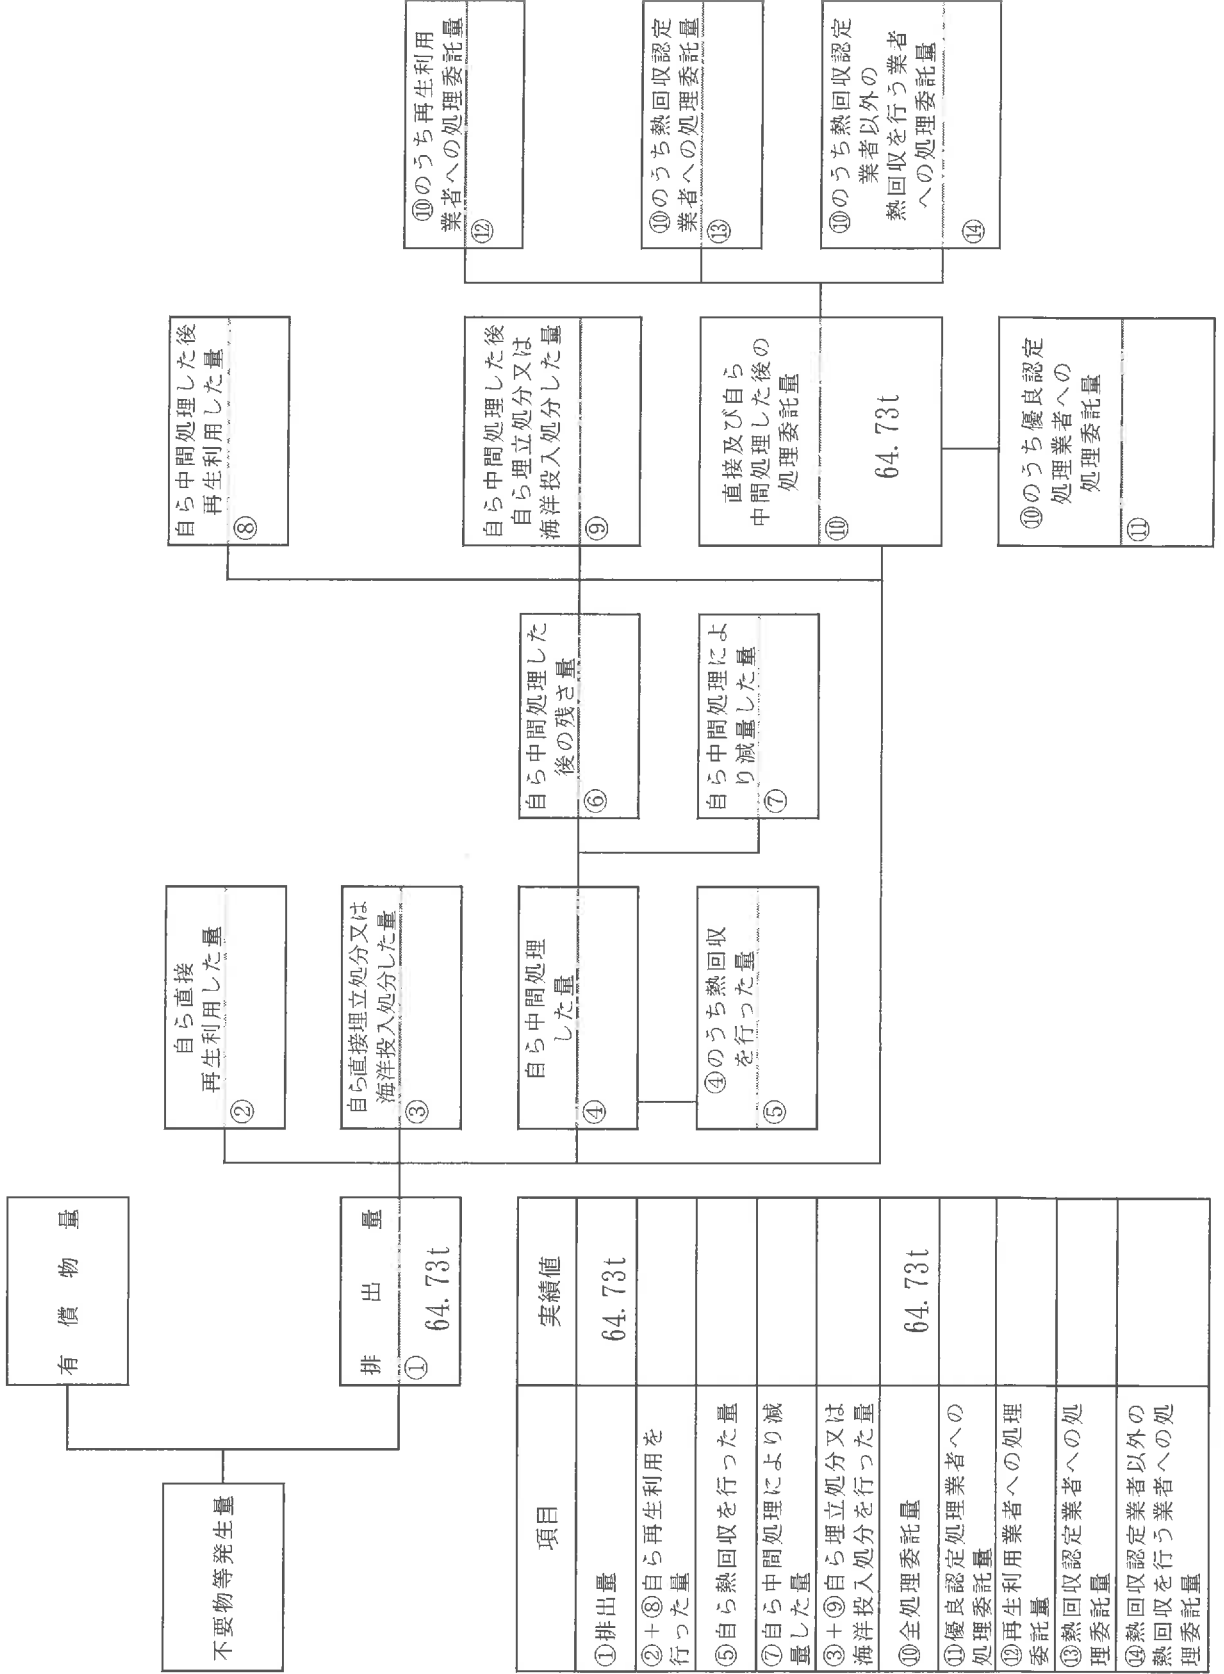 不要物等発生量
有償物量
排出量
①
64.73t
自ら直接
再生利用した量
②
自ら直接埋立処分又は
海洋投入処分した量
③
自ら中間処理
した量
④
④のうち熱回収
を行った量
⑤
自ら中間処理した
後の残さ量
⑥
自ら中間処理によ
り減量した量
⑦
自ら中間処理した後
再生利用した量
⑧
自ら中間処理した後
自ら埋立処分又は
海洋投入処分した量
⑨
直接及び自ら
中間処理した後の
処理委託量
⑩
64.73t
⑩のうち優良認定
処理業者への
処理委託量
⑪
⑩のうち再生利用
業者への処理委託量
⑫
⑩のうち熱回収認定
業者への処理委託量
⑬
⑩のうち熱回収認定
業者以外の
熱回収を行う業者
への処理委託量
⑭
項目 実績値
①排出量 64.73t
②+⑧自ら再生利用を
行った量
⑤自ら熱回収を行った量
⑦自ら中間処理により減
量した量
③+⑨自ら埋立処分又は
海洋投入処分を行った量
⑩全処理委託量 64.73t
⑪優良認定処理業者への
処理委託量
⑫再生利用業者への処理
委託量
⑬熱回収認定業者への処
理委託量
⑭熱回収認定業者以外の
熱回収を行う業者への処
理委託量